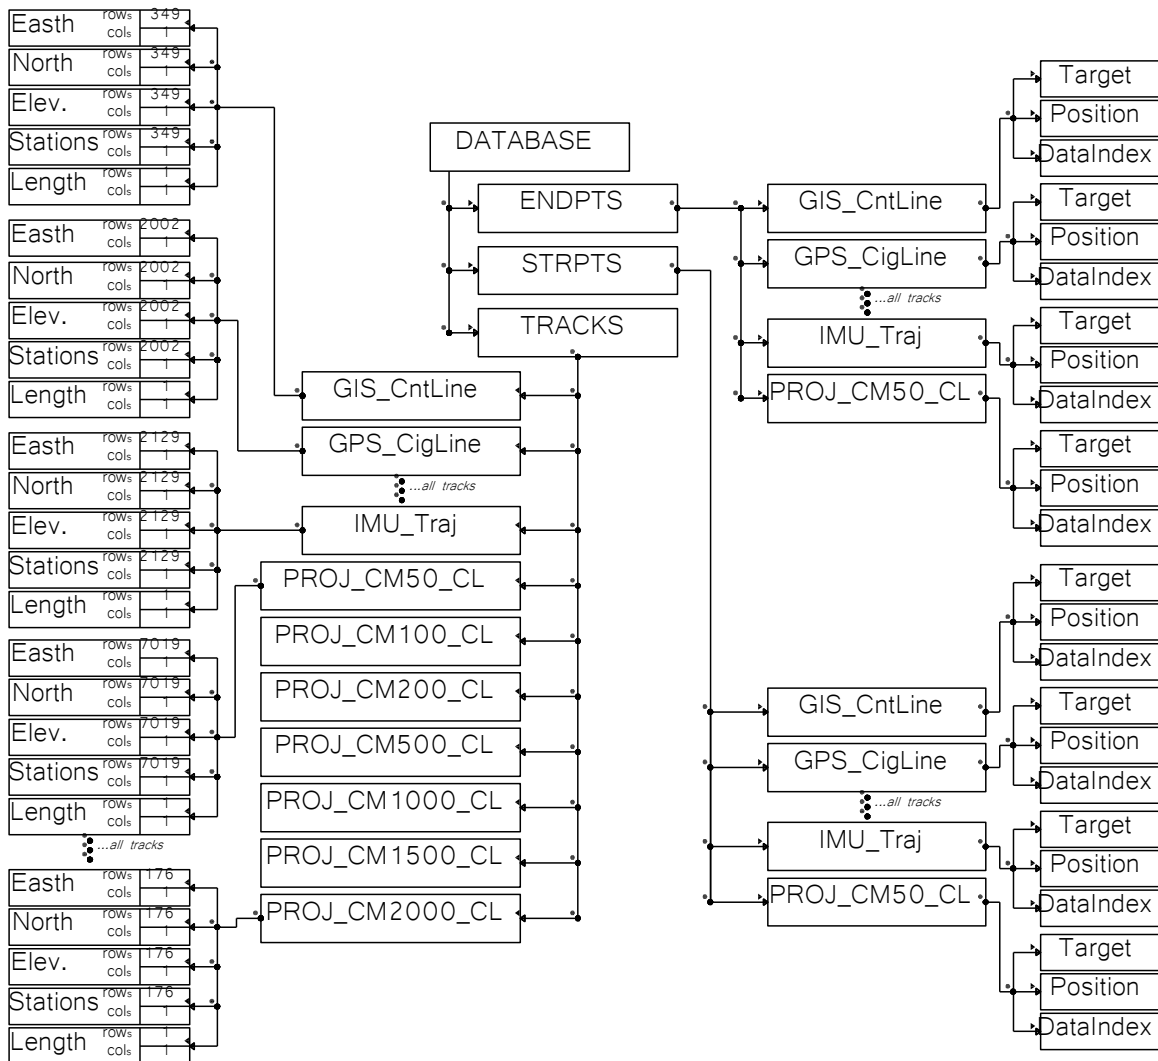 Easth rows 349 cols 1
North rows 349 cols 1
Elev. rows 349 cols 1
Stations rows 349 cols 1
Length rows 1 cols 1
Easth rows 2002 cols 1
North rows 2002 cols 1
Elev. rows 2002 cols 1
Stations rows 2002 cols 1
Length rows 1 cols 1
Easth rows 2129 cols 1
North rows 2129 cols 1
Elev. rows 2129 cols 1
Stations rows 2129 cols 1
Length rows 1 cols 1
Easth rows 7019 cols 1
North rows 7019 cols 1
Elev. rows 7019 cols 1
Stations rows 7019 cols 1
Length rows 1 cols 1
...all tracks
Easth rows 176 cols 1
North rows 176 cols 1
Elev. rows 176 cols 1
Stations rows 176 cols 1
Length rows 1 cols 1
DATABASE
ENDPTS
STRPTS
TRACKS
GIS_CntLine
GPS_CigLine
...all tracks
IMU_Traj
PROJ_CM50_CL
PROJ_CM100_CL
PROJ_CM200_CL
PROJ_CM500_CL
PROJ_CM1000_CL
PROJ_CM1500_CL
PROJ_CM2000_CL
GIS_CntLine
GPS_CigLine
...all tracks
IMU_Traj
PROJ_CM50_CL
GIS_CntLine
GPS_CigLine
...all tracks
IMU_Traj
PROJ_CM50_CL
Target
Position
DataIndex
Target
Position
DataIndex
Target
Position
DataIndex
Target
Position
DataIndex
Target
Position
DataIndex
Target
Position
DataIndex
Target
Position
DataIndex
Target
Position
DataIndex